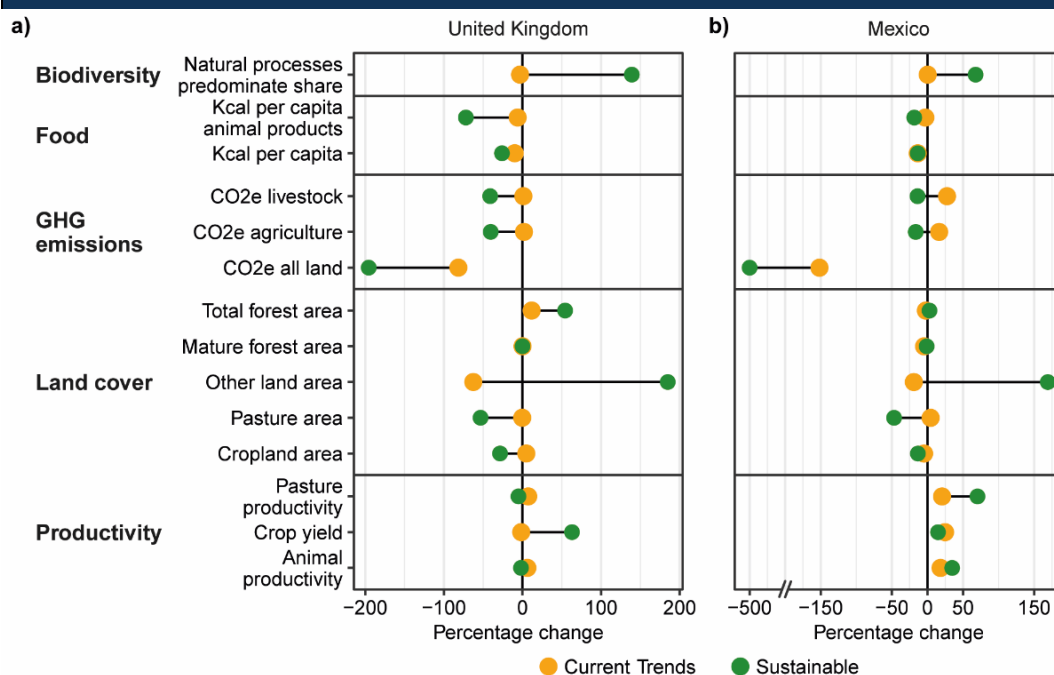 a)
United Kingdom
b)
Mexico
Biodiversity
Natural processes
predominate share
Food
Kcal per capita
animal products
Kcal per capita
GHG
emissions
CO2e livestock
CO2e agriculture
CO2e all land
Land cover
Total forest area
Mature forest area
Other land area
Pasture area
Cropland area
Productivity
Pasture
productivity
Crop yield
Animal
productivity
−200 −100 0 100 200
−500 −150 −50 0 50 150
Percentage change
Percentage change
Current Trends
Sustainable